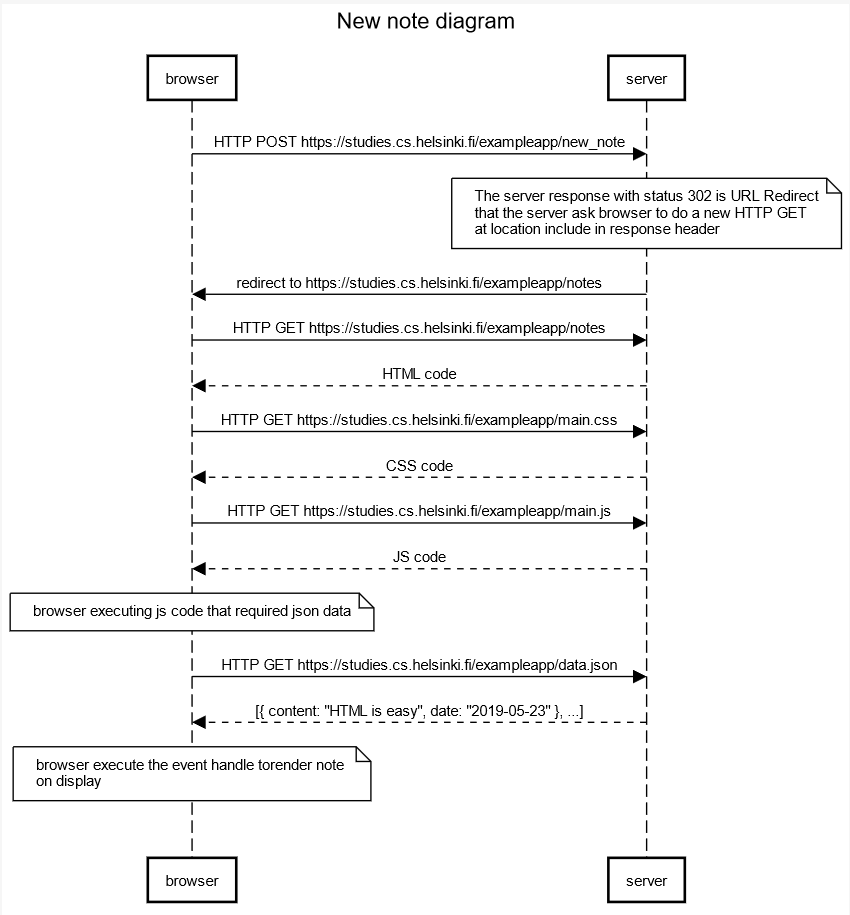 New note diagram
browser
server
HTTP POST https://studies.cs.helsinki.fi/exampleapp/new_note
The server response with status 302 is URL Redirect
that the server ask browser to do a new HTTP GET
at location include in response header
redirect to https://studies.cs.helsinki.fi/exampleapp/notes
HTTP GET https://studies.cs.helsinki.fi/exampleapp/notes
HTML code
HTTP GET https://studies.cs.helsinki.fi/exampleapp/main.css
CSS code
HTTP GET https://studies.cs.helsinki.fi/exampleapp/main.js
JS code
browser executing js code that required json data
HTTP GET https://studies.cs.helsinki.fi/exampleapp/data.json
[{ content: "HTML is easy", date: "2019-05-23" }, ...]
browser execute the event handle torender note
on display
browser
server